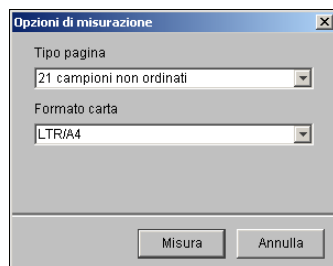 Opzioni di misurazione
Tipo pagina
21 campioni non ordinati
Formato carta
LTR/A4
Misura
Annulla